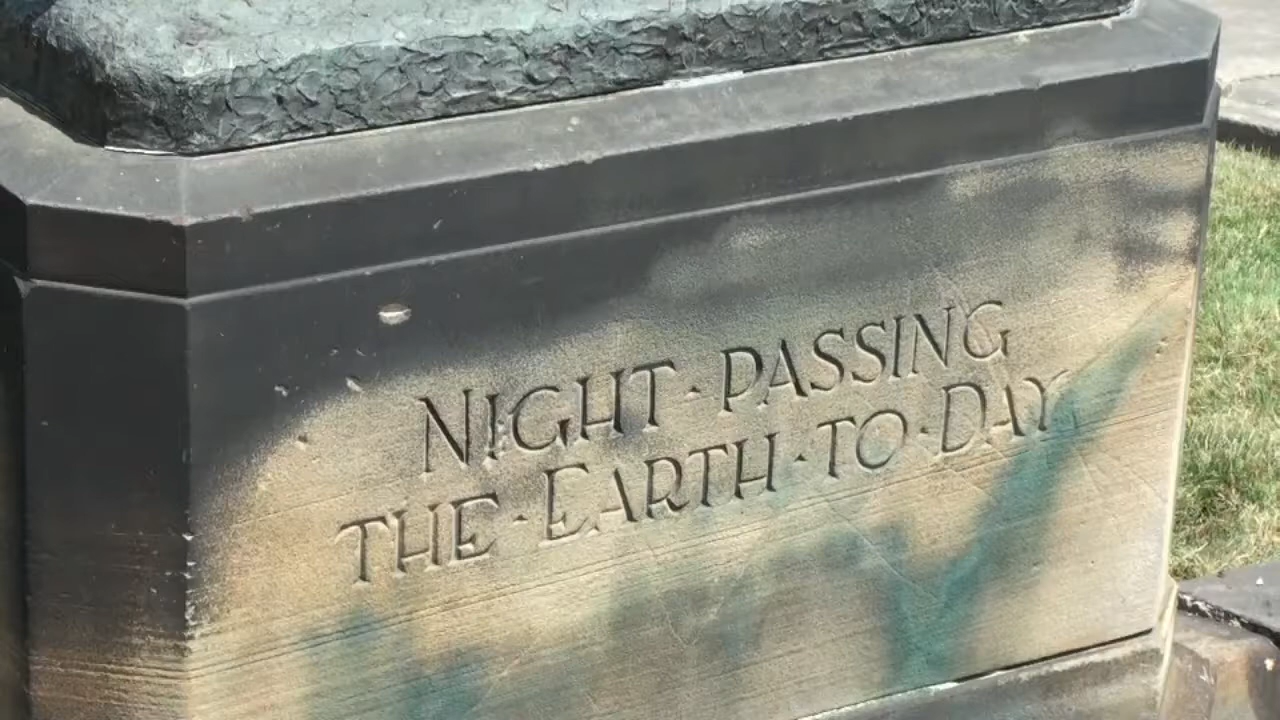 NIGHT · PASSING
THE · EARTH · TO · DAY